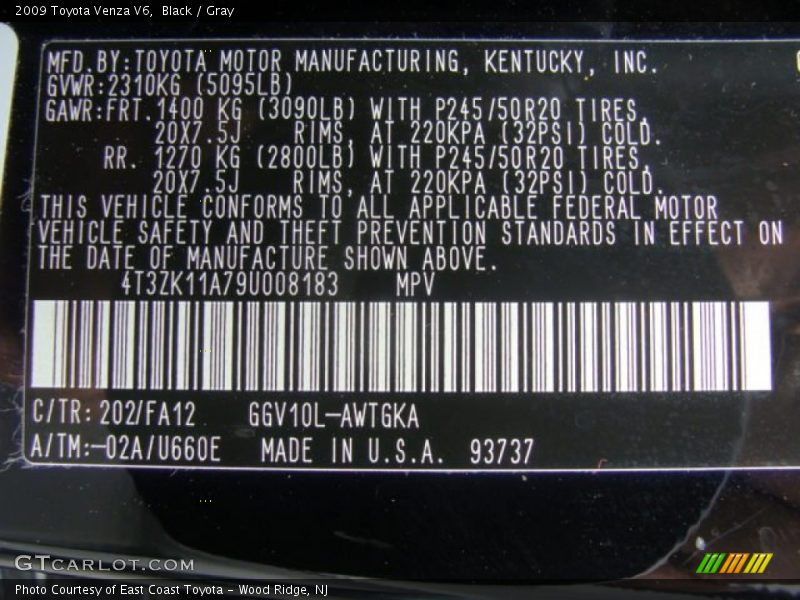 2009 Toyota Venza V6, Black / Gray
MFD.BY:TOYOTA MOTOR MANUFACTURING, KENTUCKY, INC.
GVWR:2310KG (5095LB)
GAWR:FRT.1400 KG (3090LB) WITH P245/50R20 TIRES,
20X7.5J RIMS, AT 220KPA (32PSI) COLD.
RR. 1270 KG (2800LB) WITH P245/50R20 TIRES,
20X7.5J RIMS, AT 220KPA (32PSI) COLD.
THIS VEHICLE CONFORMS TO ALL APPLICABLE FEDERAL MOTOR
VEHICLE SAFETY AND THEFT PREVENTION STANDARDS IN EFFECT ON
THE DATE OF MANUFACTURE SHOWN ABOVE.
4T3ZK11A79U008183 MPV
C/TR: 202/FA12 GGV10L-AWTGKA
A/TM:-02A/U660E MADE IN U.S.A. 93737
GTCARLOT.COM
Photo Courtesy of East Coast Toyota - Wood Ridge, NJ